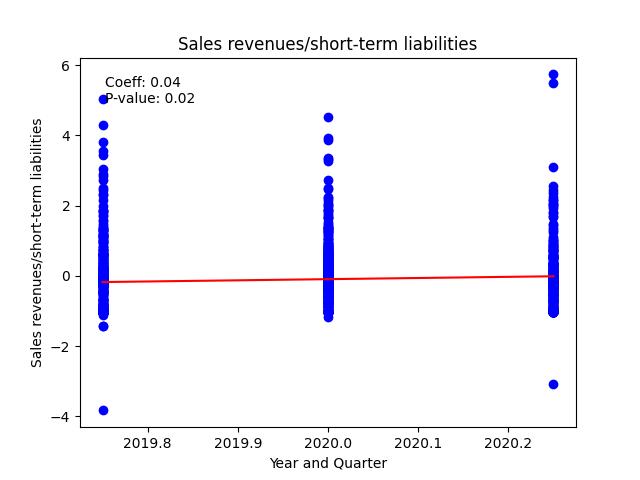 Sales revenues/short-term liabilities
Coeff: 0.04
P-value: 0.02
6
4
2
0
−2
−4
Sales revenues/short-term liabilities
2019.8 2019.9 2020.0 2020.1 2020.2
Year and Quarter